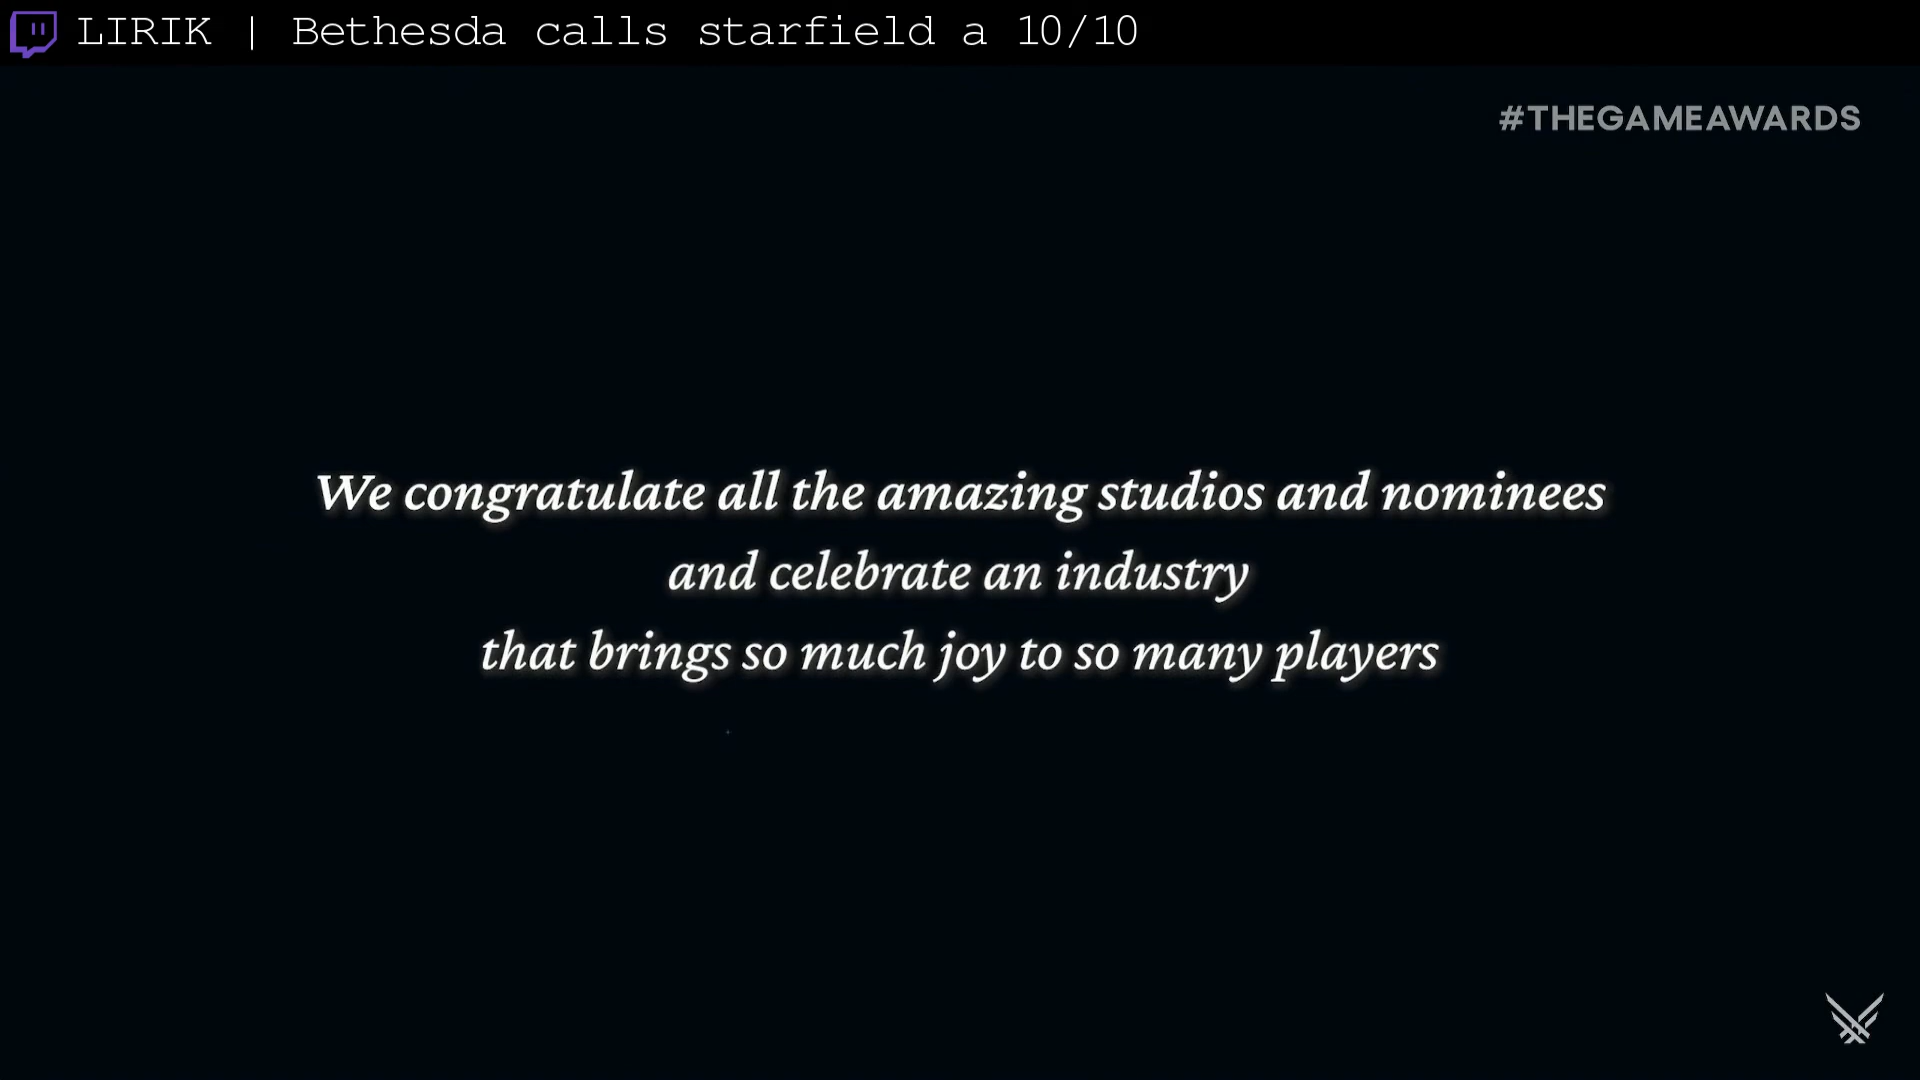 LIRIK | Bethesda calls starfield a 10/10
#THEGAMEAWARDS
We congratulate all the amazing studios and nominees
and celebrate an industry
that brings so much joy to so many players